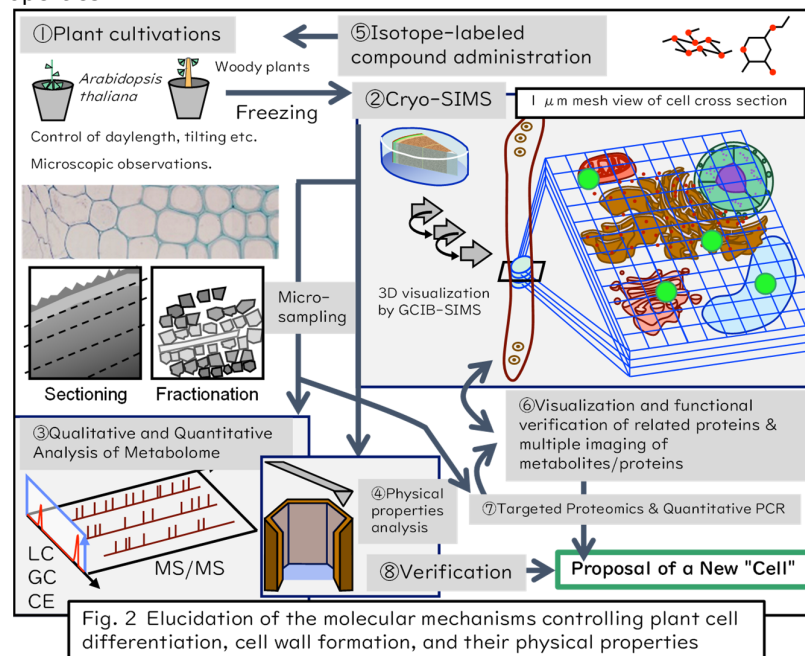 ①Plant cultivations
⑤Isotope-labeled
compound administration
Arabidopsis
thaliana
Woody plants
Freezing
②Cryo-SIMS
1 μm mesh view of cell cross section
Control of daylength, tilting etc.
Microscopic observations.
3D visualization
by GCIB-SIMS
Micro-
sampling
Sectioning
Fractionation
③Qualitative and Quantitative
Analysis of Metabolome
LC
GC
CE
MS/MS
④Physical
properties
analysis
⑥Visualization and functional
verification of related proteins &
multiple imaging of
metabolites/proteins
⑦Targeted Proteomics & Quantitative PCR
⑧Verification
Proposal of a New "Cell"
Fig. 2 Elucidation of the molecular mechanisms controlling plant cell
differentiation, cell wall formation, and their physical properties